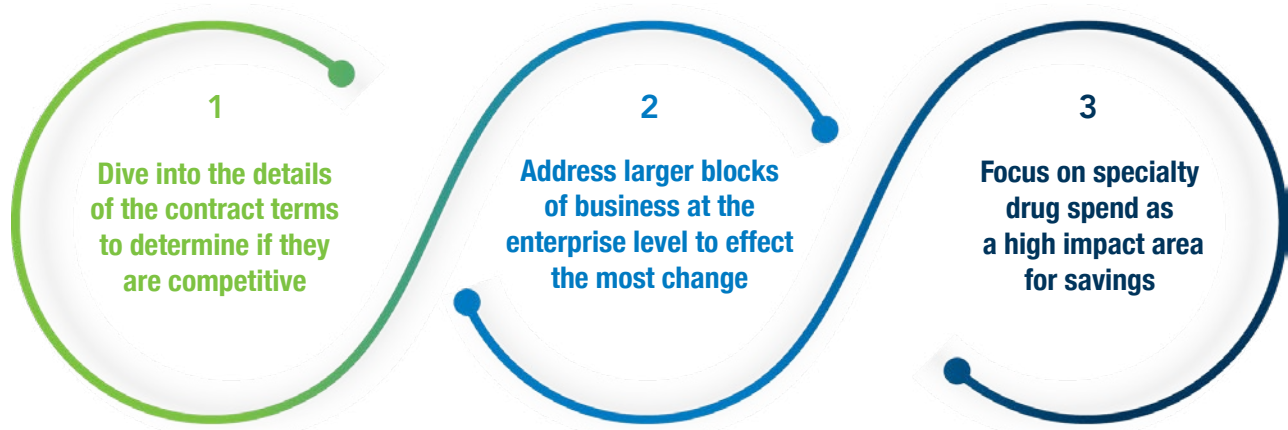 1
Dive into the details
of the contract terms
to determine if they
are competitive
2
Address larger blocks
of business at the
enterprise level to effect
the most change
3
Focus on specialty
drug spend as
a high impact area
for savings